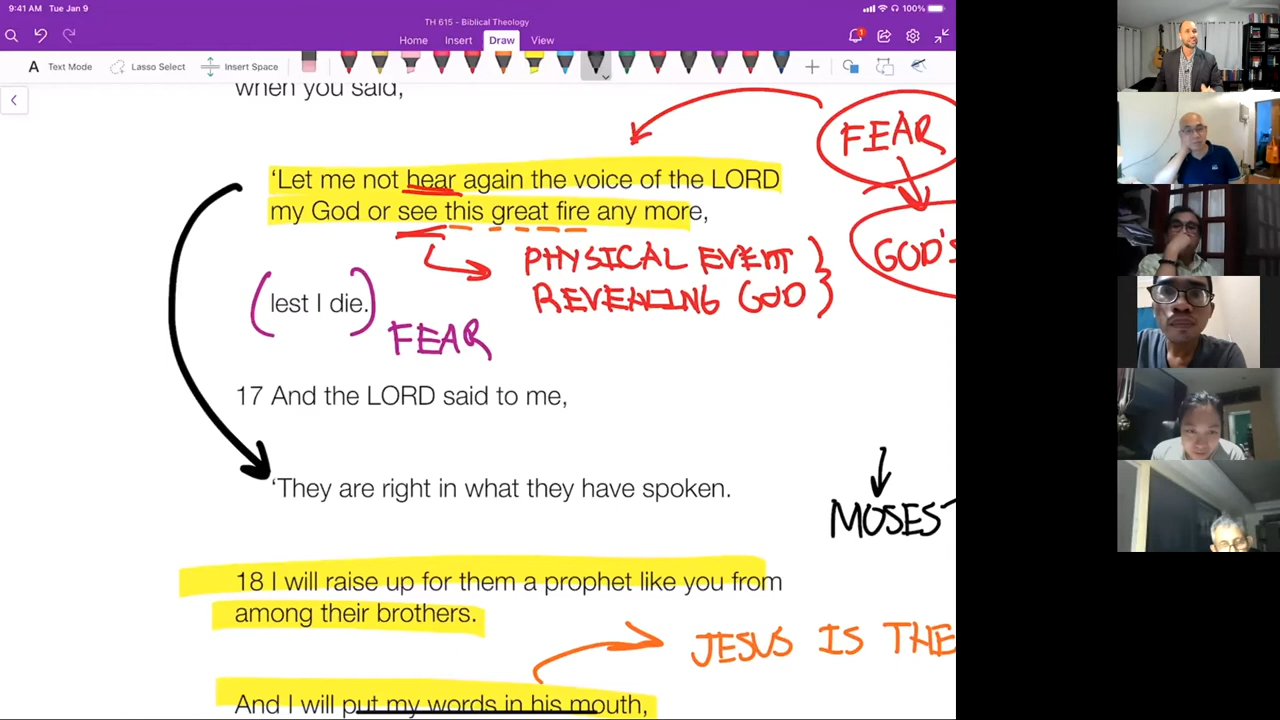 9:41 AM Tue Jan 9
100%
TH 615 - Biblical Theology
Home Insert Draw View
1
A Text Mode Lasso Select Insert Space
when you said,
FEAR
‘Let me not hear again the voice of the LORD
my God or see this great fire any more,
GOD'S
PHYSICAL EVENT
REVEALING GOD
(lest I die.)
FEAR
17 And the LORD said to me,
‘They are right in what they have spoken.
MOSES
18 I will raise up for them a prophet like you from
among their brothers.
JESUS IS THE
And I will put my words in his mouth,